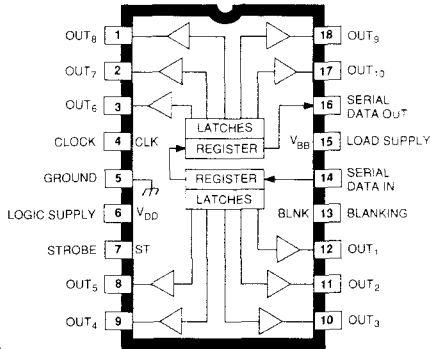 OUT₈ 1 18 OUT₉
OUT₇ 2 17 OUT₁₀
OUT₆ 3 16 SERIAL DATA OUT
LATCHES
CLOCK 4 CLK REGISTER V_BB 15 LOAD SUPPLY
GROUND 5 REGISTER 14 SERIAL DATA IN
LATCHES
LOGIC SUPPLY 6 V_DD BLNK 13 BLANKING
STROBE 7 ST 12 OUT₁
OUT₅ 8 11 OUT₂
OUT₄ 9 10 OUT₃